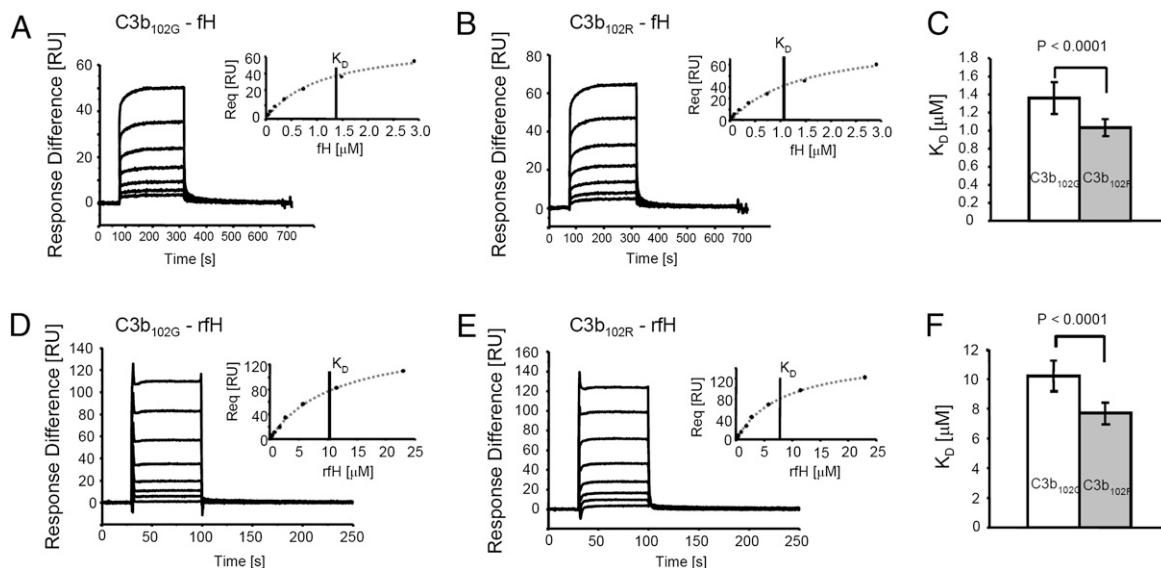 A
C3b102G - fH
Response Difference [RU]
60
40
20
0
0 100 200 300 400 500 600 700
Time [s]
Req [RU]
60
50
40
20
0
KD
0 0.5 1.0 1.5 2.0 2.5 3.0
fH [µM]
B
C3b102R - fH
Response Difference [RU]
80
60
40
20
0
0 100 200 300 400 500 600 700
Time [s]
Req [RU]
60
40
20
0
KD
0 0.5 1.0 1.5 2.0 2.5 3.0
fH [µM]
C
P < 0.0001
KD [µM]
1.8
1.6
1.4
1.2
1.0
0.8
0.6
0.4
0.2
0
C3b102G
C3b102R
D
C3b102G - rfH
Response Difference [RU]
140
120
100
80
60
40
20
0
0 50 100 150 200 250
Time [s]
Req [RU]
120
80
40
0
KD
0 5 10 15 20 25
rfH [µM]
E
C3b102R - rfH
Response Difference [RU]
160
140
120
100
80
60
40
20
0
0 50 100 150 200 250
Time [s]
Req [RU]
120
80
40
0
KD
0 5 10 15 20 25
rfH [µM]
F
P < 0.0001
KD [µM]
12
10
8
6
4
2
0
C3b102G
C3b102R